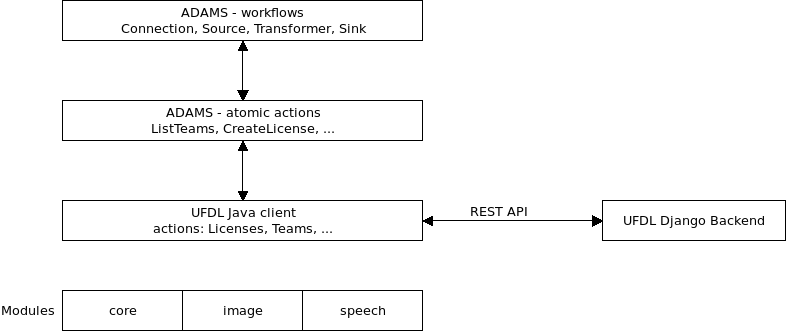 ADAMS - workflows
Connection, Source, Transformer, Sink
ADAMS - atomic actions
ListTeams, CreateLicense, ...
UFDL Java client
actions: Licenses, Teams, ...
REST API
UFDL Django Backend
Modules core image speech